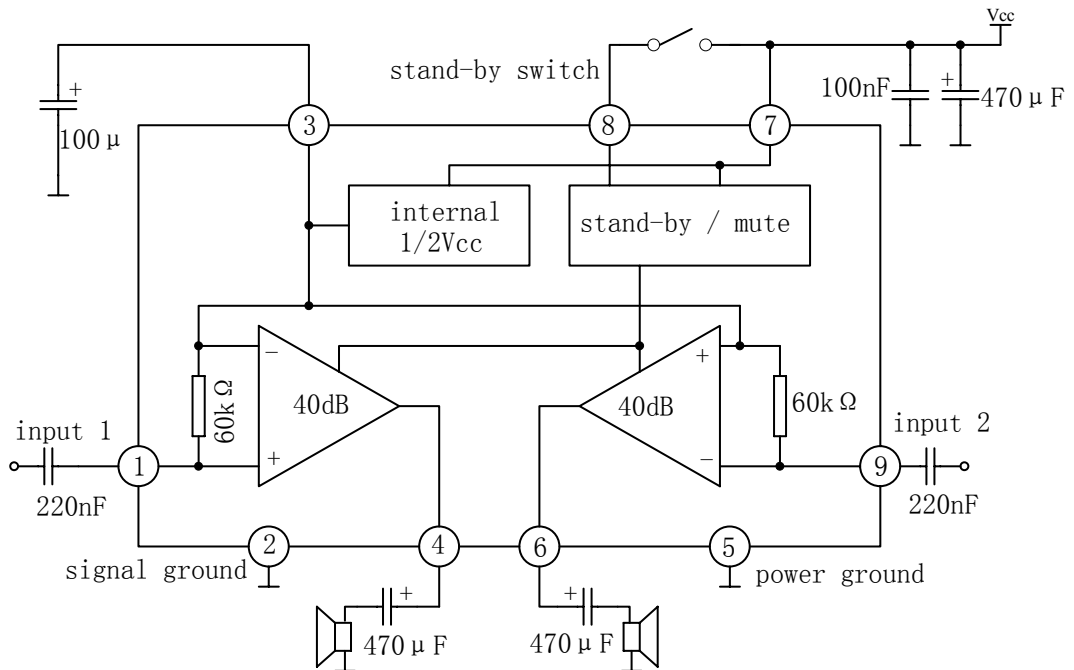 Vcc
stand-by switch
+
100μ
3
8
7
100nF
+
470μF
internal
1/2Vcc
stand-by / mute
−
+
60kΩ
40dB
40dB
60kΩ
input 1
input 2
+
−
1
9
220nF
220nF
2
4
6
5
signal ground
power ground
+
+
470μF
470μF